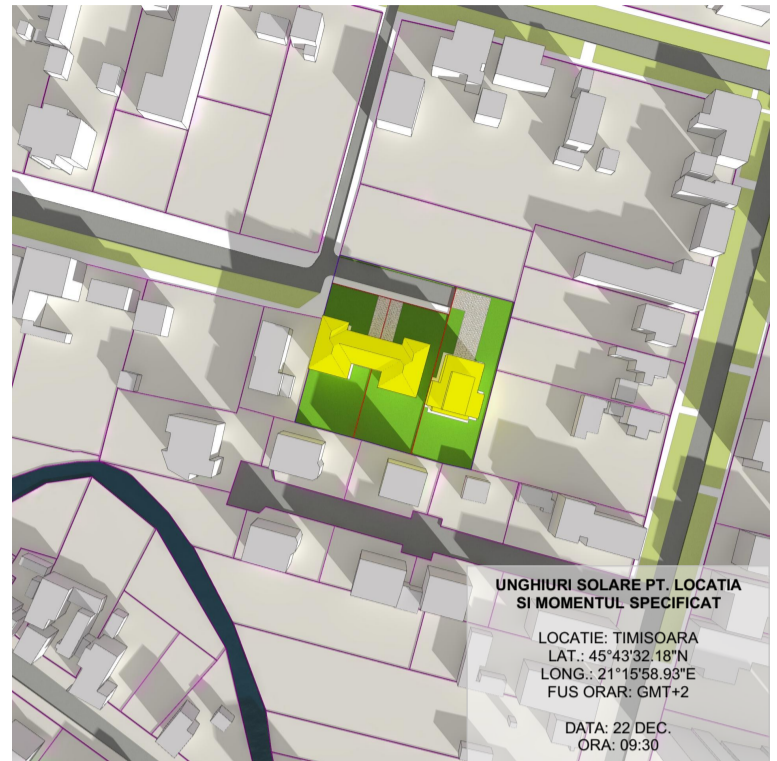 UNGHIURI SOLARE PT. LOCATIA
SI MOMENTUL SPECIFICAT
LOCATIE: TIMISOARA
LAT.: 45°43'32.18"N
LONG.: 21°15'58.93"E
FUS ORAR: GMT+2
DATA: 22 DEC.
ORA: 09:30